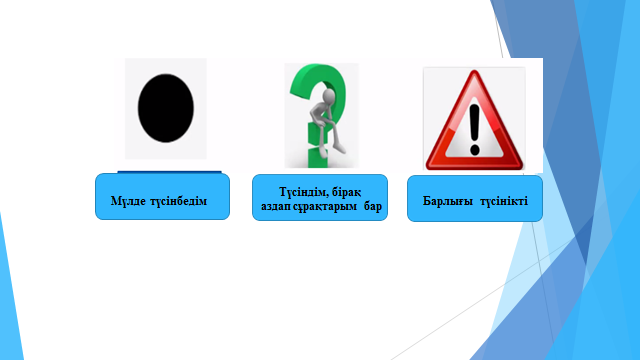 Мүлде түсінбедім
Түсіндім, бірақ
аздап сұрақтарым бар
Барлығы түсінікті